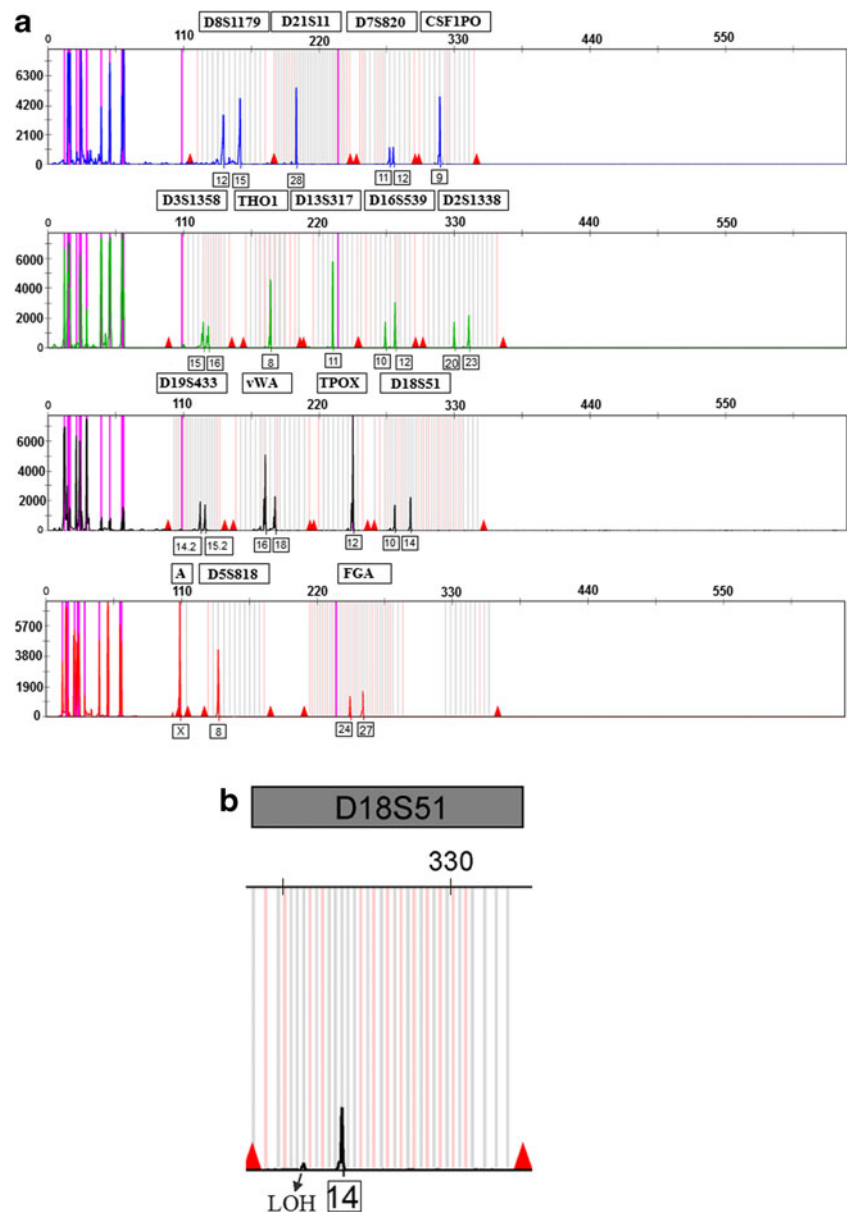 a
D8S1179 D21S11 D7S820 CSF1PO
0 110 220 330 440 550
6300
4200
2100
0
12 15 28 11 12 9
D3S1358 THO1 D13S317 D16S539 D2S1338
0 110 220 330 440 550
6000
4000
2000
0
15 16 8 11 10 12 20 23
D19S433 vWA TPOX D18S51
0 110 220 330 440 550
6000
4000
2000
0
14.2 15.2 16 18 12 10 14
A D5S818 FGA
0 110 220 330 440 550
5700
3800
1900
0
X 8 24 27
b
D18S51
330
LOH 14